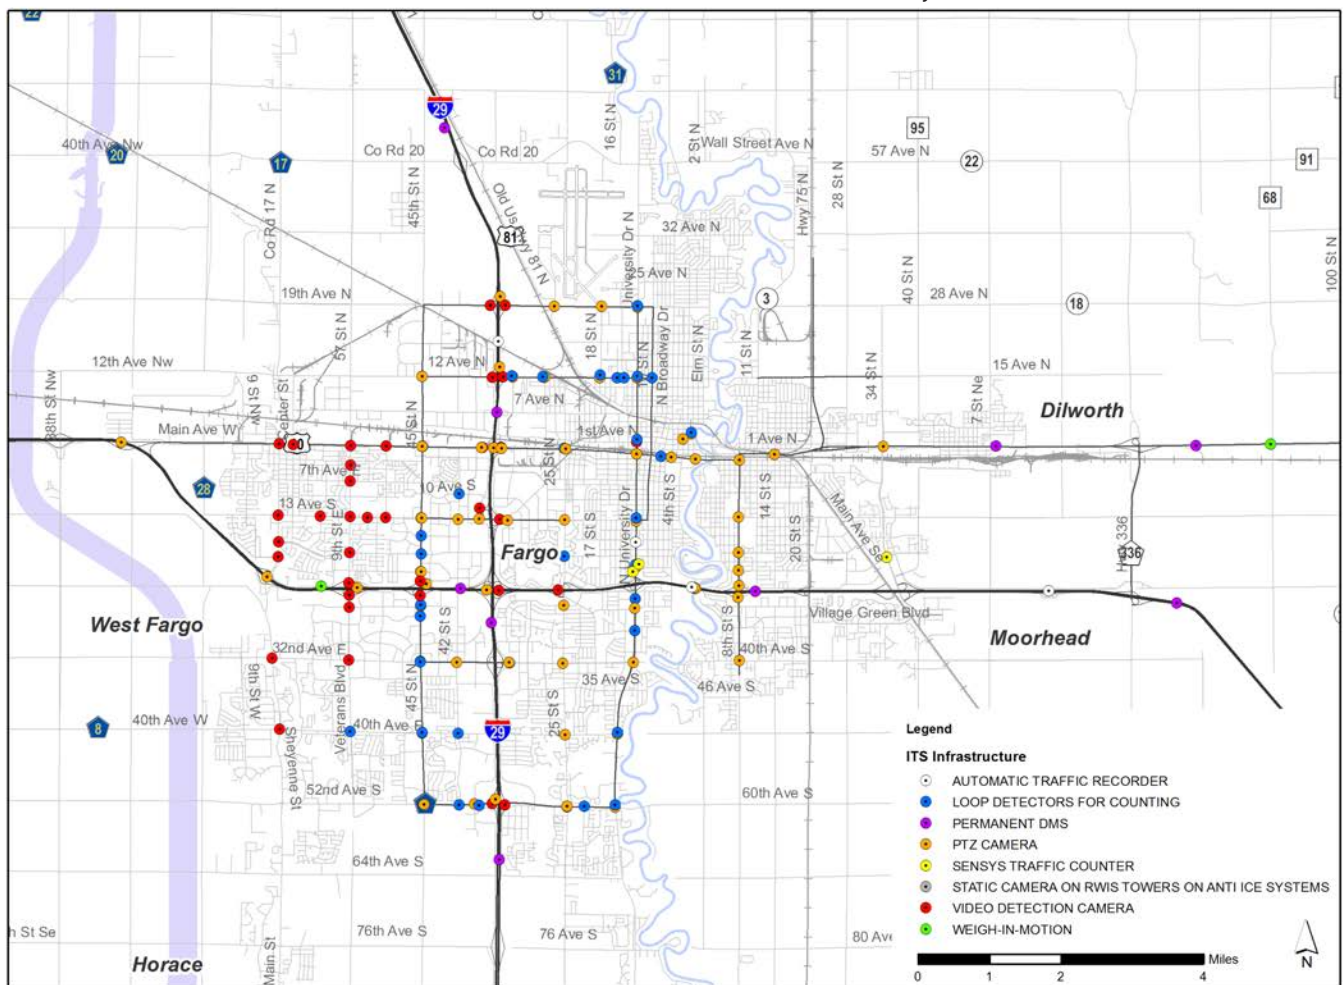 22
31
29
95
40th Ave Nw
20
17
Co Rd 20
Co Rd 20
16 St N
2 St N
Wall Street Ave N
57 Ave N
22
91
68
Co Rd 17 N
45th St N
Old Us Hwy 81 N
81
32 Ave N
Hwy 75 N
28 St N
University Dr N
25 Ave N
19th Ave N
3
40 St N
28 Ave N
18
100 St N
57 St N
18 St N
N Broadway Dr
Elm St N
11 St N
12th Ave Nw
12 Ave N
34 St N
15 Ave N
7 Ave N
7 St Ne
Dilworth
9 St NW
Center St
Main Ave W
45 St N
1st Ave N
1 Ave N
7th Ave E
25 St N
10 Ave S
28
13 Ave S
9th St E
17 St S
N University Dr
4th St S
14 St S
20 St S
Main Ave Se
336
Fargo
West Fargo
42 St S
8th St S
Village Green Blvd
Moorhead
32nd Ave E
35 Ave S
40th Ave S
46 Ave S
9th St W
Veterans Blvd
45 St N
25 St S
8
40th Ave W
Sheyenne St
29
52nd Ave S
60th Ave S
64th Ave S
h St Se
76th Ave S
76 Ave S
80 Ave
Horace
Main St
Legend
ITS Infrastructure
AUTOMATIC TRAFFIC RECORDER
LOOP DETECTORS FOR COUNTING
PERMANENT DMS
PTZ CAMERA
SENSYS TRAFFIC COUNTER
STATIC CAMERA ON RWIS TOWERS ON ANTI ICE SYSTEMS
VIDEO DETECTION CAMERA
WEIGH-IN-MOTION
Miles
0 1 2 4
N